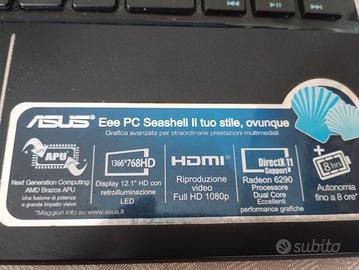 ASUS Eee PC Seashell Il tuo stile, ovunque
Grafica avanzata per straordinarie prestazioni multimediali
APU
Next Generation Computing:
AMD Brazos APU
Una fusione di potenza
e grande impatto visivo
*Maggiori info su www.asus.it
1366*768HD
Display 12.1" HD con
retroilluminazione
LED
HDMI
Riproduzione
video
Full HD 1080p
DirectX 11
Support*
Radeon 6290
Processore
Dual Core
Eccellenti
performance grafiche
8hrs
Autonomia
fino a 8 ore*
subito